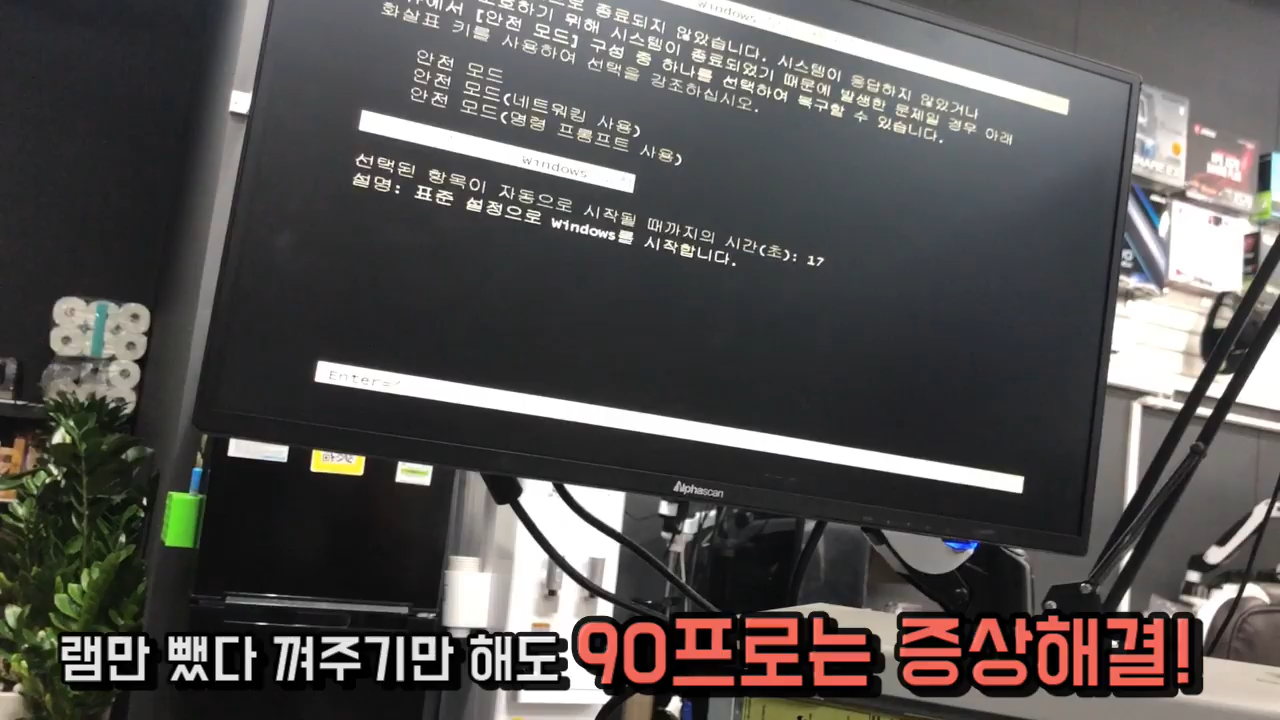 Windows
로 종료되지 않았습니다. 시스템이 응답하지 않았거나
보호하기 위해 시스템이 종료되었기 때문에 발생한 문제일 경우 아래
에서 [안전 모드] 구성 중 하나를 선택하여 복구할 수 있습니다.
화살표 키를 사용하여 선택을 강조하십시오.
안전 모드
안전 모드(네트워킹 사용)
안전 모드(명령 프롬프트 사용)
Windows
선택된 항목이 자동으로 시작될 때까지의 시간(초): 17
설명: 표준 설정으로 Windows를 시작합니다.
Enter=
Alphascan
램만 뺐다 껴주기만 해도 90프로는 증상해결!